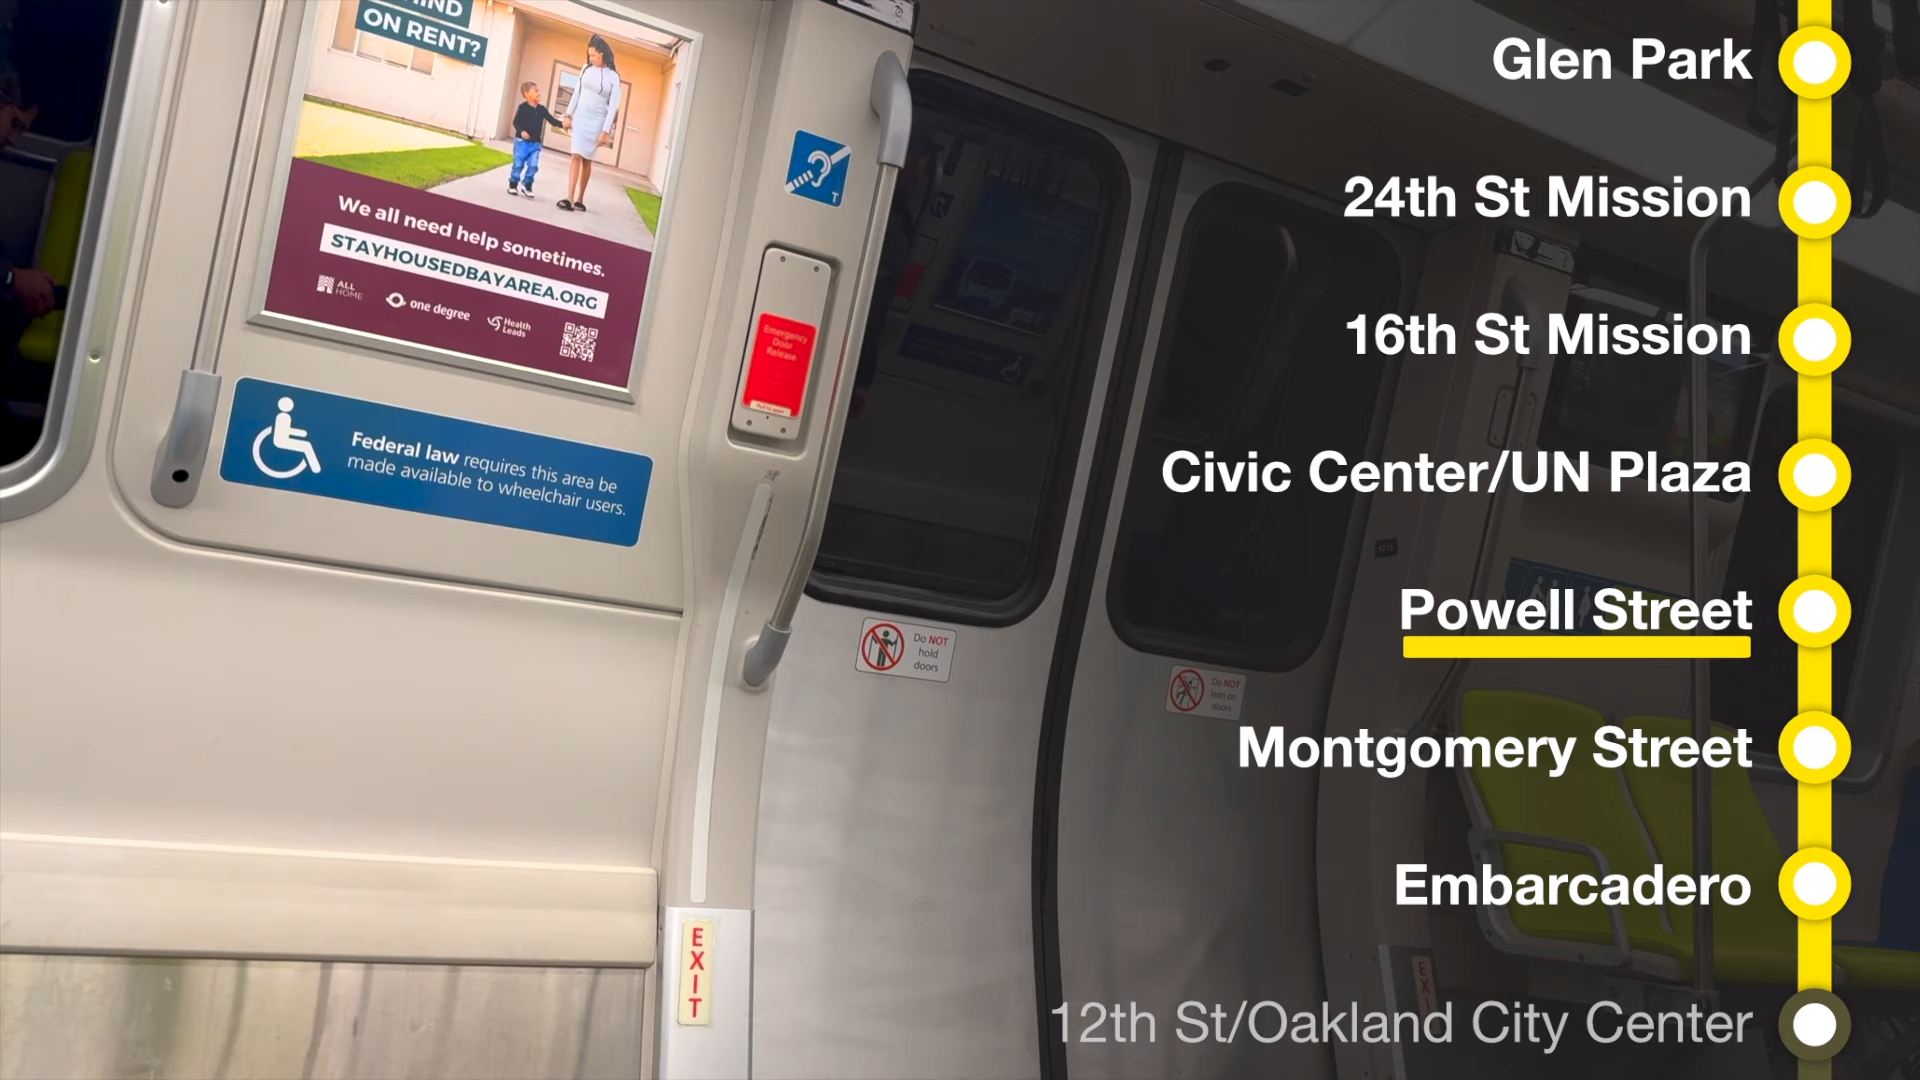 ON RENT?
We all need help sometimes.
STAYHOUSEDBAYAREA.ORG
ALL
HOME
one degree
Health
Leads
T
Emergency
Door
Release
Federal law requires this area be
made available to wheelchair users.
Do NOT
hold
doors
Do NOT
lean on
doors
EXIT
Glen Park
24th St Mission
16th St Mission
Civic Center/UN Plaza
Powell Street
Montgomery Street
Embarcadero
12th St/Oakland City Center